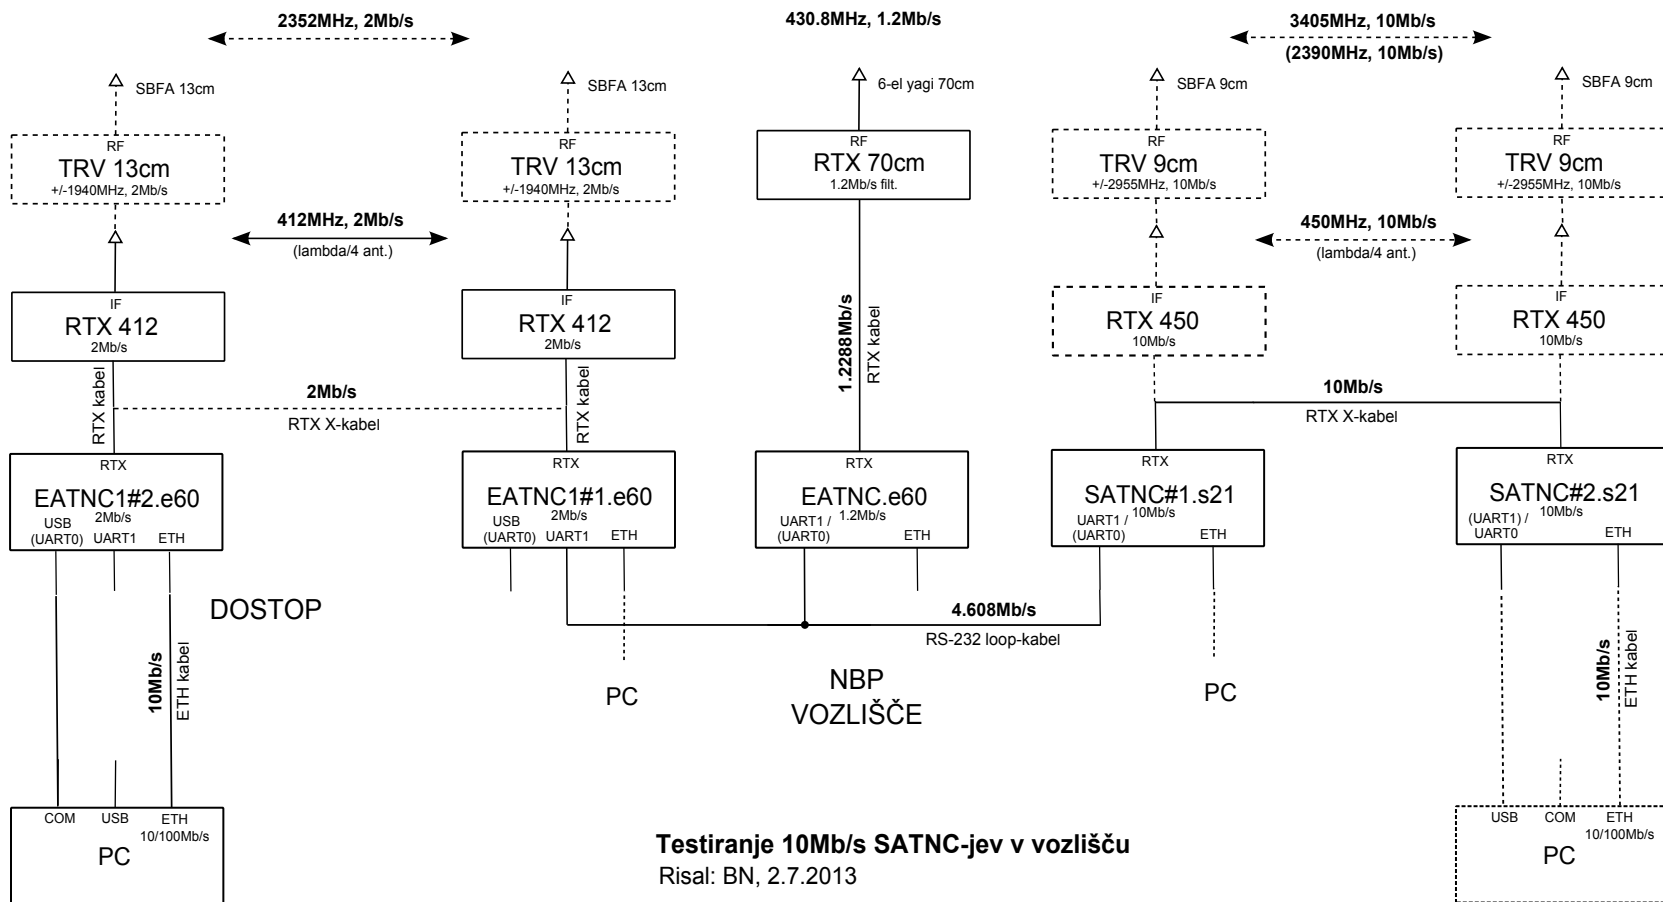 2352MHz, 2Mb/s
430.8MHz, 1.2Mb/s
3405MHz, 10Mb/s
(2390MHz, 10Mb/s)
SBFA 13cm
SBFA 13cm
6-el yagi 70cm
SBFA 9cm
SBFA 9cm
RF
TRV 13cm
+/-1940MHz, 2Mb/s
RF
TRV 13cm
+/-1940MHz, 2Mb/s
RF
RTX 70cm
1.2Mb/s filt.
RF
TRV 9cm
+/-2955MHz, 10Mb/s
RF
TRV 9cm
+/-2955MHz, 10Mb/s
412MHz, 2Mb/s
(lambda/4 ant.)
450MHz, 10Mb/s
(lambda/4 ant.)
IF
RTX 412
2Mb/s
IF
RTX 412
2Mb/s
1.2288Mb/s
RTX kabel
IF
RTX 450
10Mb/s
IF
RTX 450
10Mb/s
RTX kabel
2Mb/s
RTX X-kabel
RTX kabel
10Mb/s
RTX X-kabel
RTX
EATNC1#2.e60
2Mb/s
USB
(UART0)
UART1
ETH
RTX
EATNC1#1.e60
2Mb/s
USB
(UART0)
UART1
ETH
RTX
EATNC.e60
1.2Mb/s
UART1 /
(UART0)
ETH
RTX
SATNC#1.s21
10Mb/s
UART1 /
(UART0)
ETH
RTX
SATNC#2.s21
10Mb/s
(UART1) /
UART0
ETH
DOSTOP
4.608Mb/s
RS-232 loop-kabel
10Mb/s
ETH kabel
PC
NBP
VOZLIŠČE
PC
10Mb/s
ETH kabel
COM
USB
ETH
10/100Mb/s
PC
USB
COM
ETH
10/100Mb/s
PC
Testiranje 10Mb/s SATNC-jev v vozlišču
Risal: BN, 2.7.2013